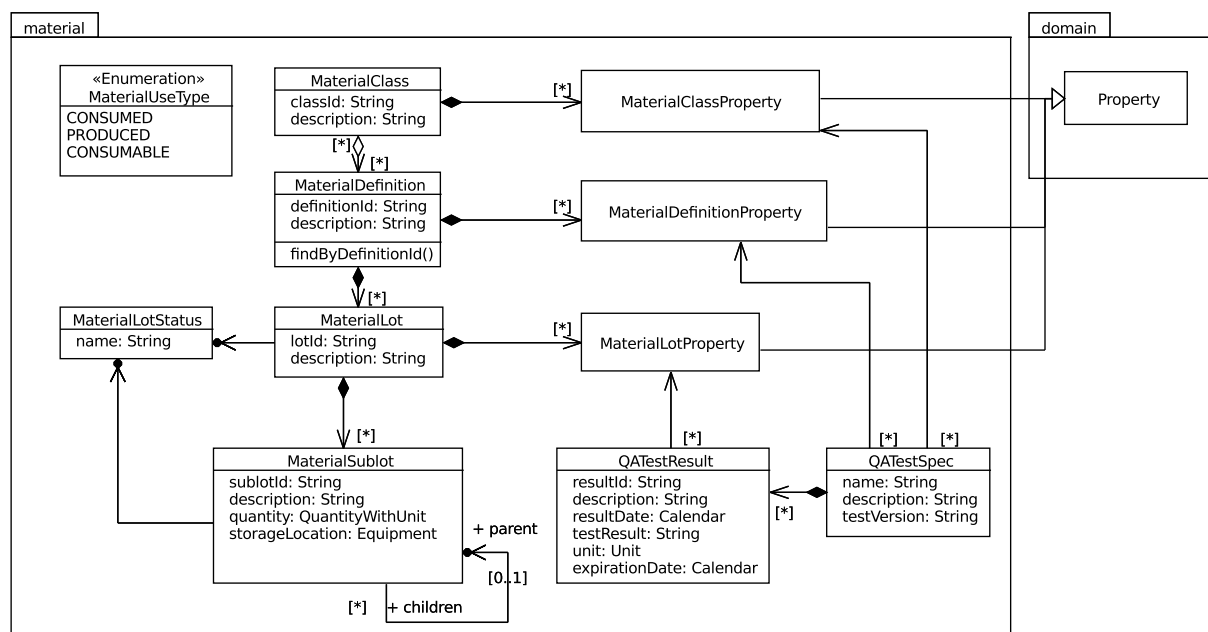 material
domain
«Enumeration»
MaterialUseType
CONSUMED
PRODUCED
CONSUMABLE
MaterialClass
classId: String
description: String
[*]
MaterialClassProperty
Property
[*]
[*]
MaterialDefinition
definitionId: String
description: String
findByDefinitionId()
[*]
MaterialDefinitionProperty
[*]
MaterialLotStatus
name: String
MaterialLot
lotId: String
description: String
[*]
MaterialLotProperty
[*]
[*]
[*]
[*]
MaterialSublot
sublotId: String
description: String
quantity: QuantityWithUnit
storageLocation: Equipment
+ parent
[0..1]
[*]
+ children
QATestResult
resultId: String
description: String
resultDate: Calendar
testResult: String
unit: Unit
expirationDate: Calendar
[*]
QATestSpec
name: String
description: String
testVersion: String